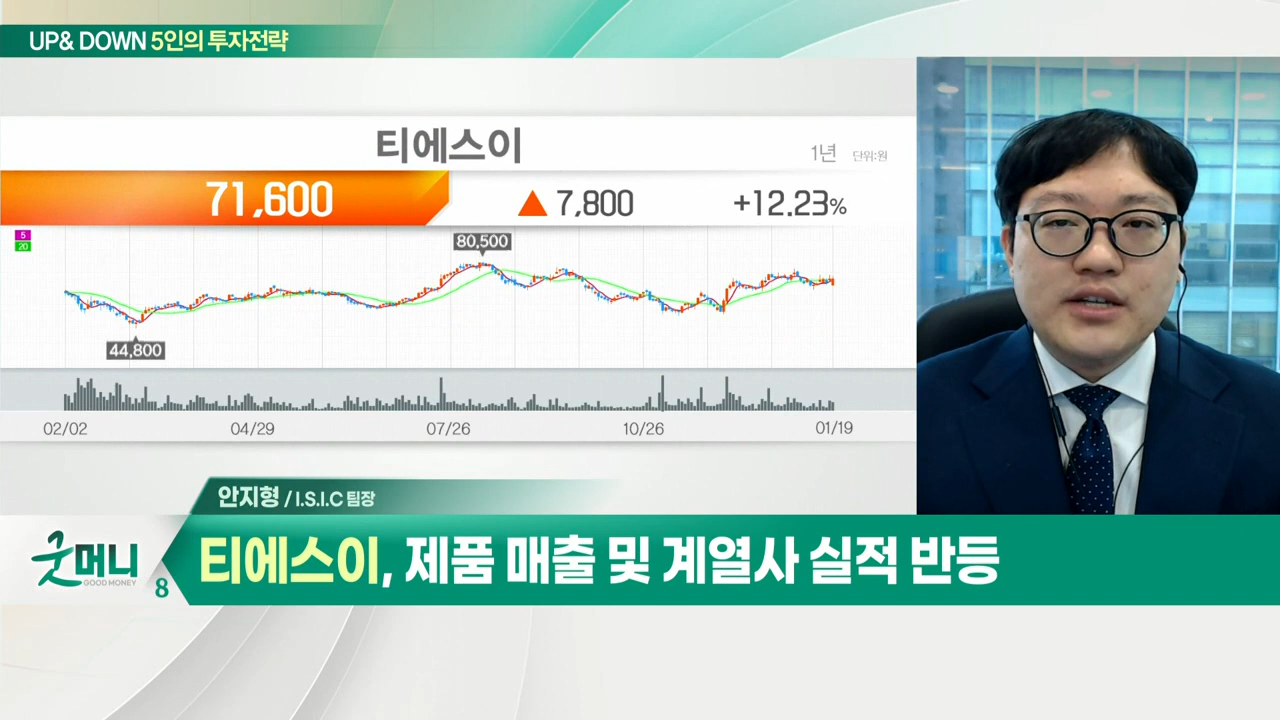 UP& DOWN 5인의 투자전략
티에스이
1년 단위:원
71,600 ▲ 7,800 +12.23%
5
20
80,500
44,800
02/02 04/29 07/26 10/26 01/19
안지형 / I.S.I.C 팀장
굿머니
GOOD MONEY
8
티에스이, 제품 매출 및 계열사 실적 반등